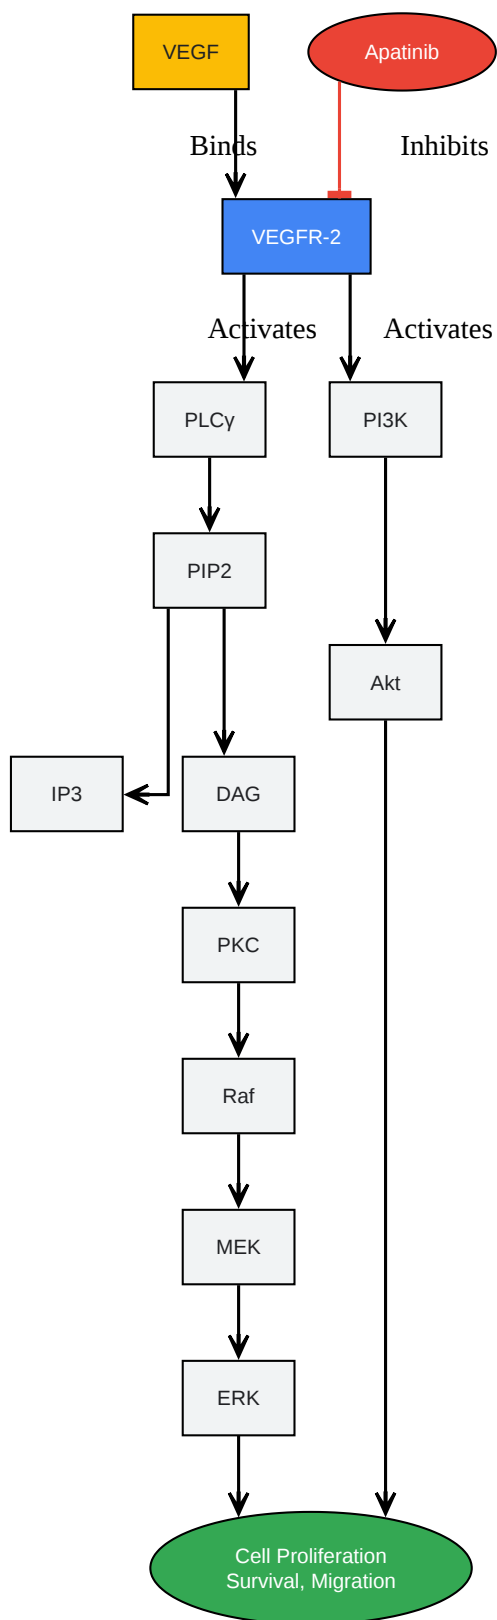 VEGF
Apatinib
Binds
Inhibits
VEGFR-2
Activates
Activates
PLCγ
PI3K
PIP2
Akt
IP3
DAG
PKC
Raf
MEK
ERK
Cell Proliferation
Survival, Migration